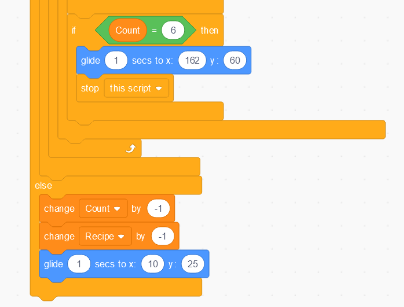 if Count = 6 then
glide 1 secs to x: 162 y: 60
stop this script
else
change Count by -1
change Recipe by -1
glide 1 secs to x: 10 y: 25